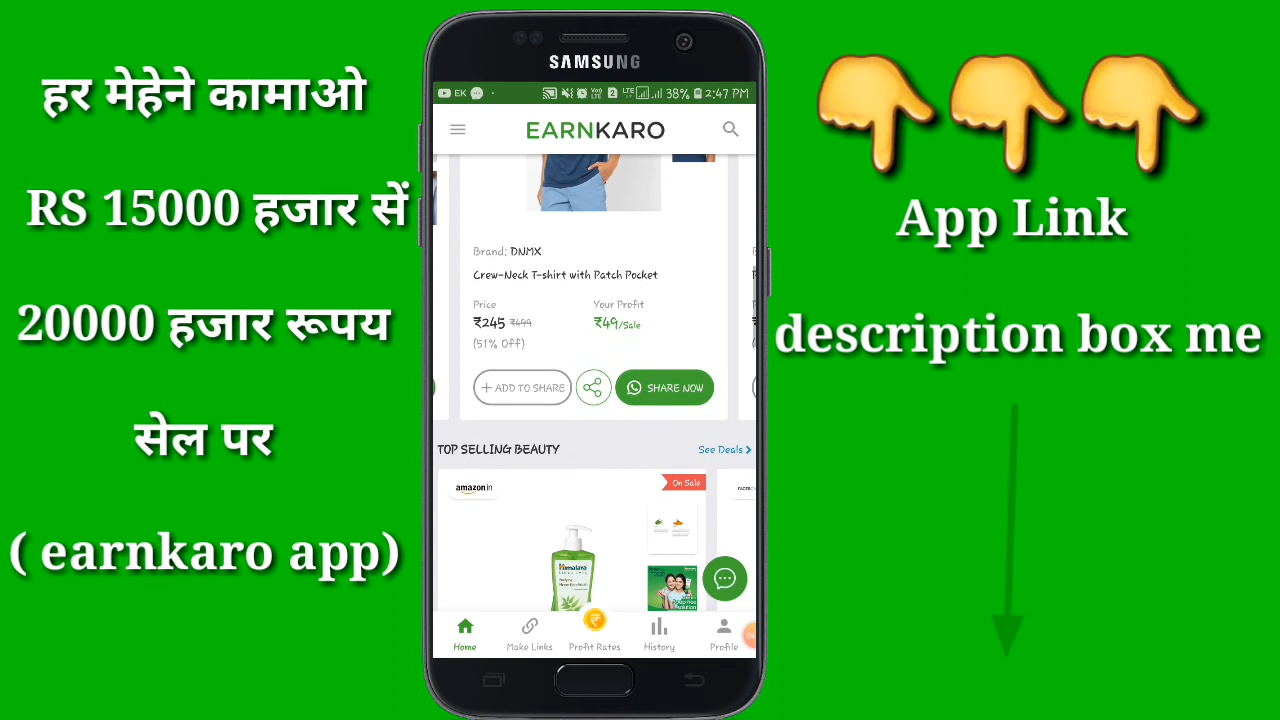 हर मेहेने कामाओ
RS 15000 हजार सें
20000 हजार रूपय
सेल पर
( earnkaro app)
SAMSUNG
EK
LTE
38% 2:47 PM
EARNKARO
Brand: DNMX
Crew-Neck T-shirt with Patch Pocket
Price Your Profit
₹245 ₹499 ₹49/Sale
(51% Off)
+ ADD TO SHARE SHARE NOW
TOP SELLING BEAUTY See Deals
amazon.in On Sale
Himalaya
Home Make Links Profit Rates History Profile
04
App Link
description box me